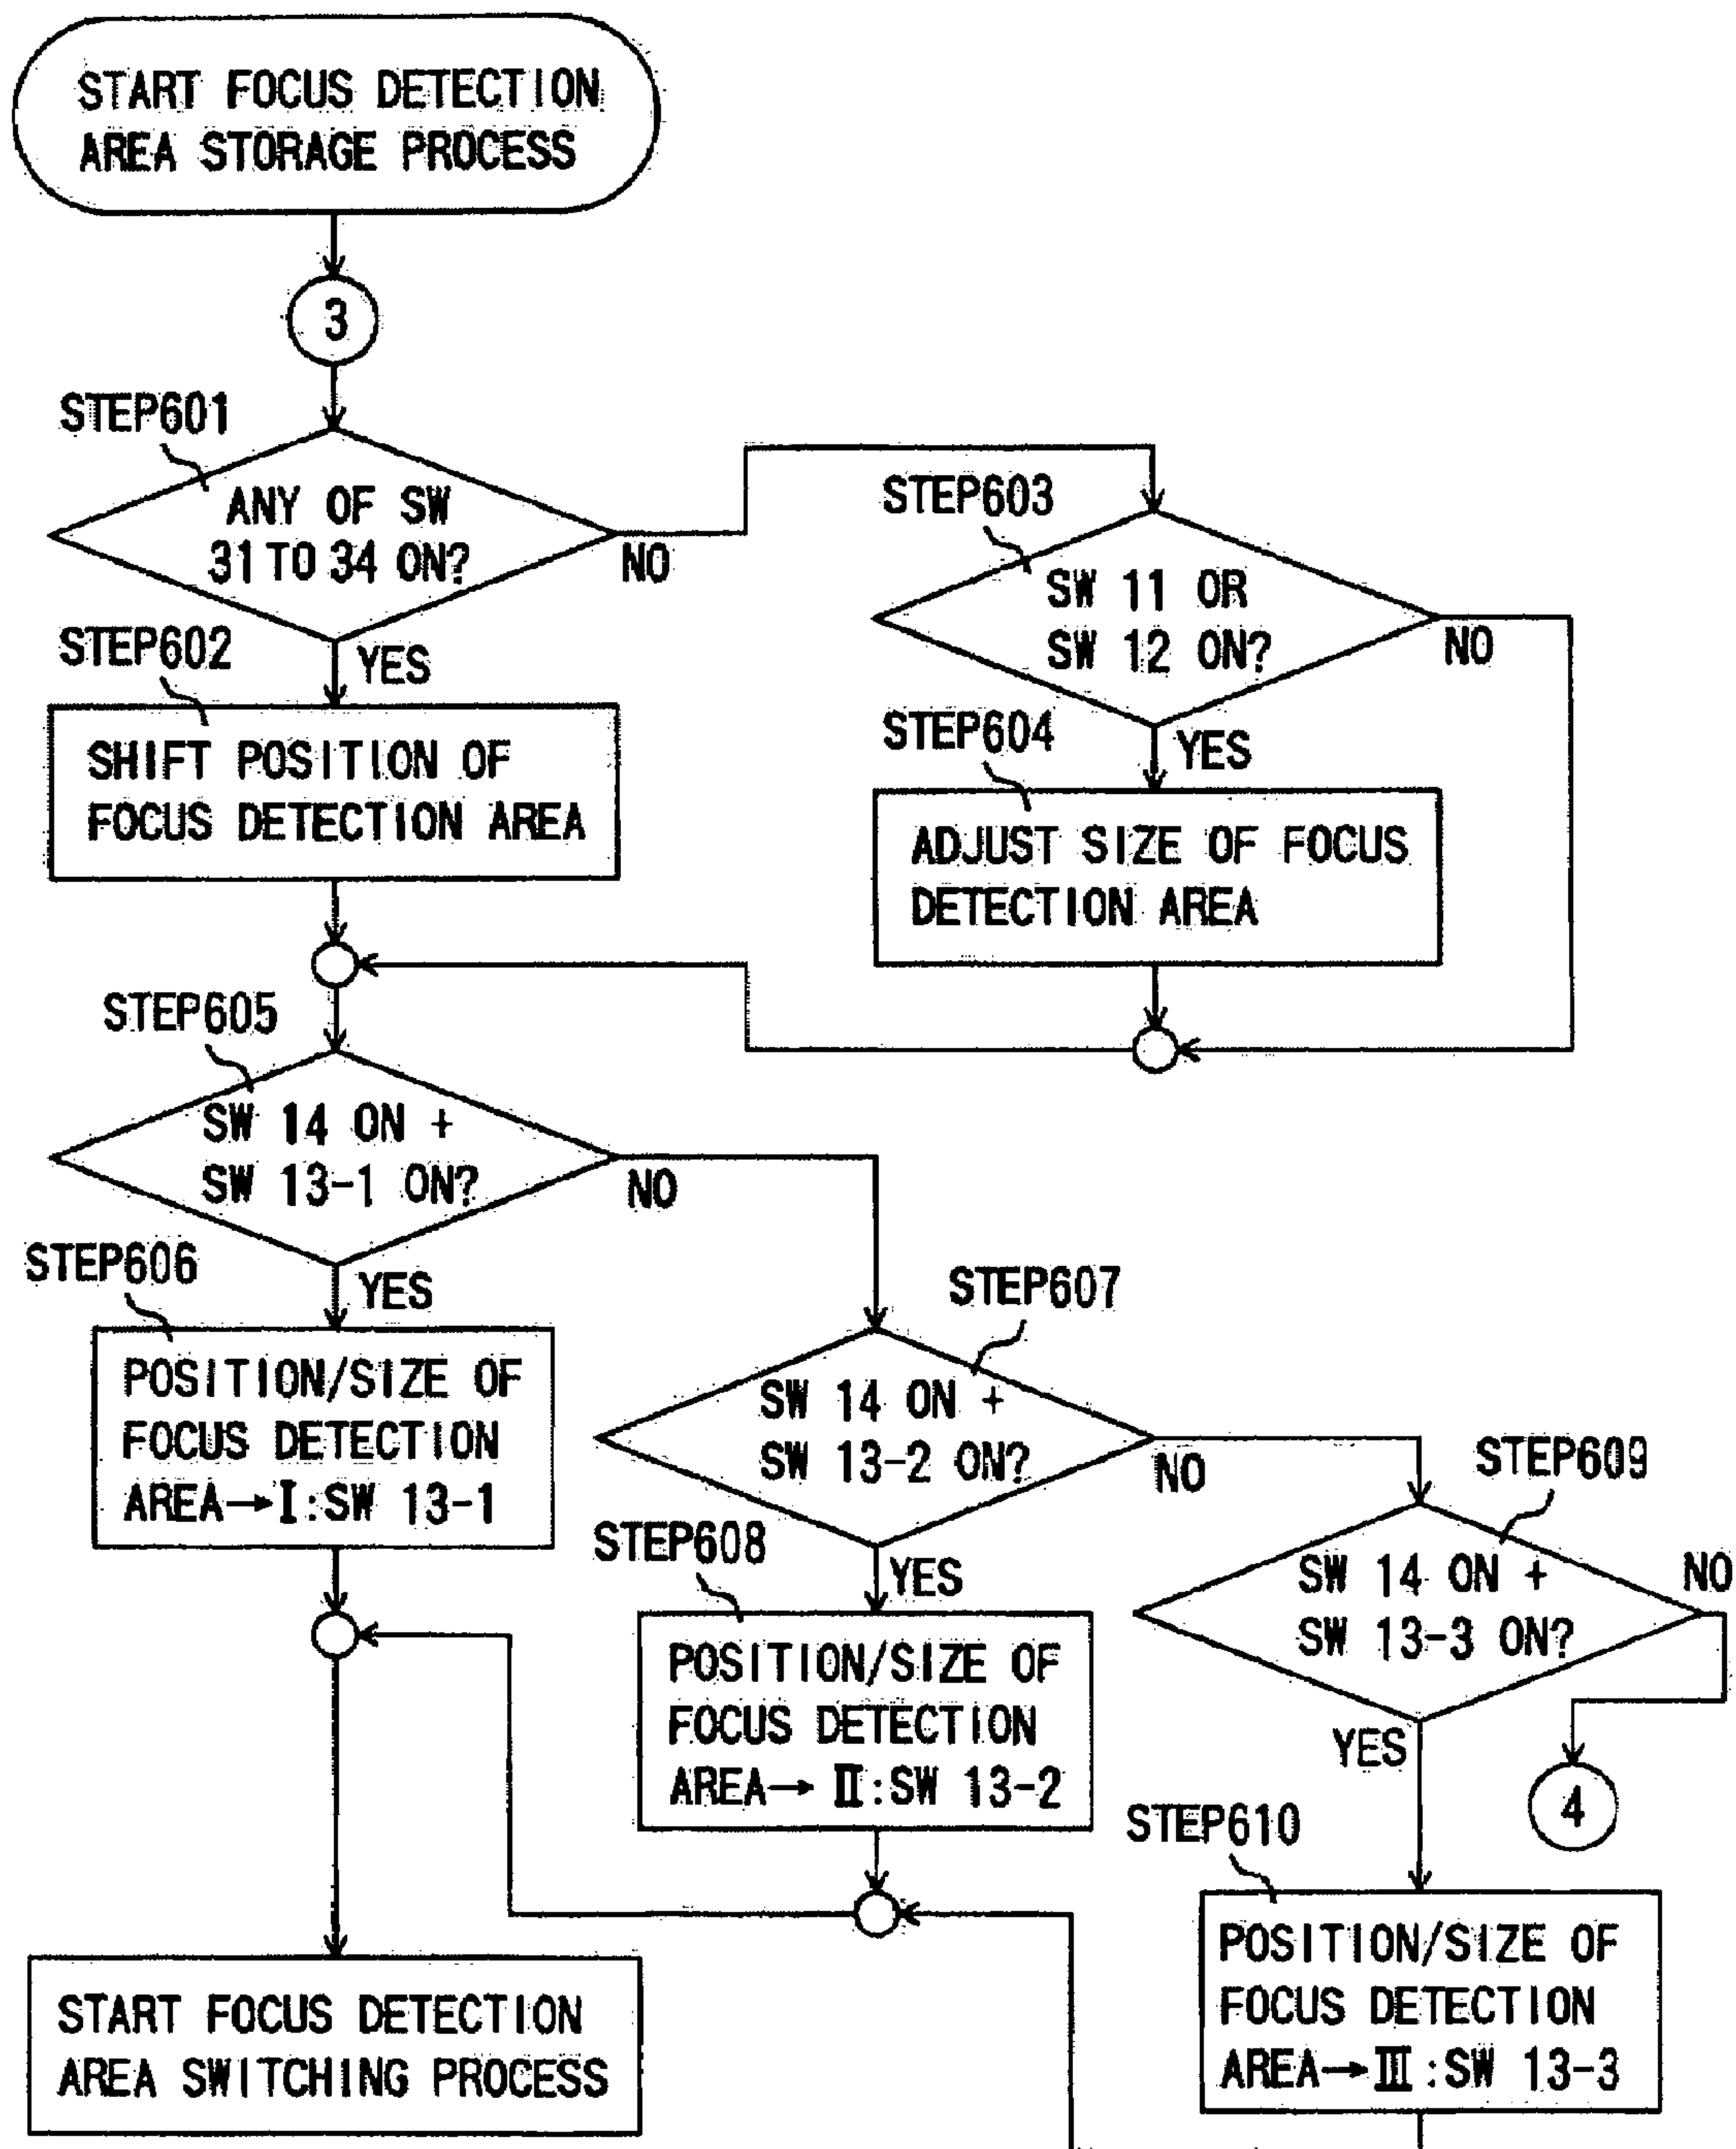 START FOCUS DETECTION
AREA STORAGE PROCESS
3
STEP601
ANY OF SW
31 TO 34 ON?
NO
YES
STEP602
SHIFT POSITION OF
FOCUS DETECTION AREA
STEP603
SW 11 OR
SW 12 ON?
NO
YES
STEP604
ADJUST SIZE OF FOCUS
DETECTION AREA
STEP605
SW 14 ON +
SW 13-1 ON?
NO
YES
STEP606
POSITION/SIZE OF
FOCUS DETECTION
AREA→I:SW 13-1
STEP607
SW 14 ON +
SW 13-2 ON?
NO
YES
STEP608
POSITION/SIZE OF
FOCUS DETECTION
AREA→II:SW 13-2
STEP609
SW 14 ON +
SW 13-3 ON?
NO
YES
4
STEP610
POSITION/SIZE OF
FOCUS DETECTION
AREA→III:SW 13-3
START FOCUS DETECTION
AREA SWITCHING PROCESS